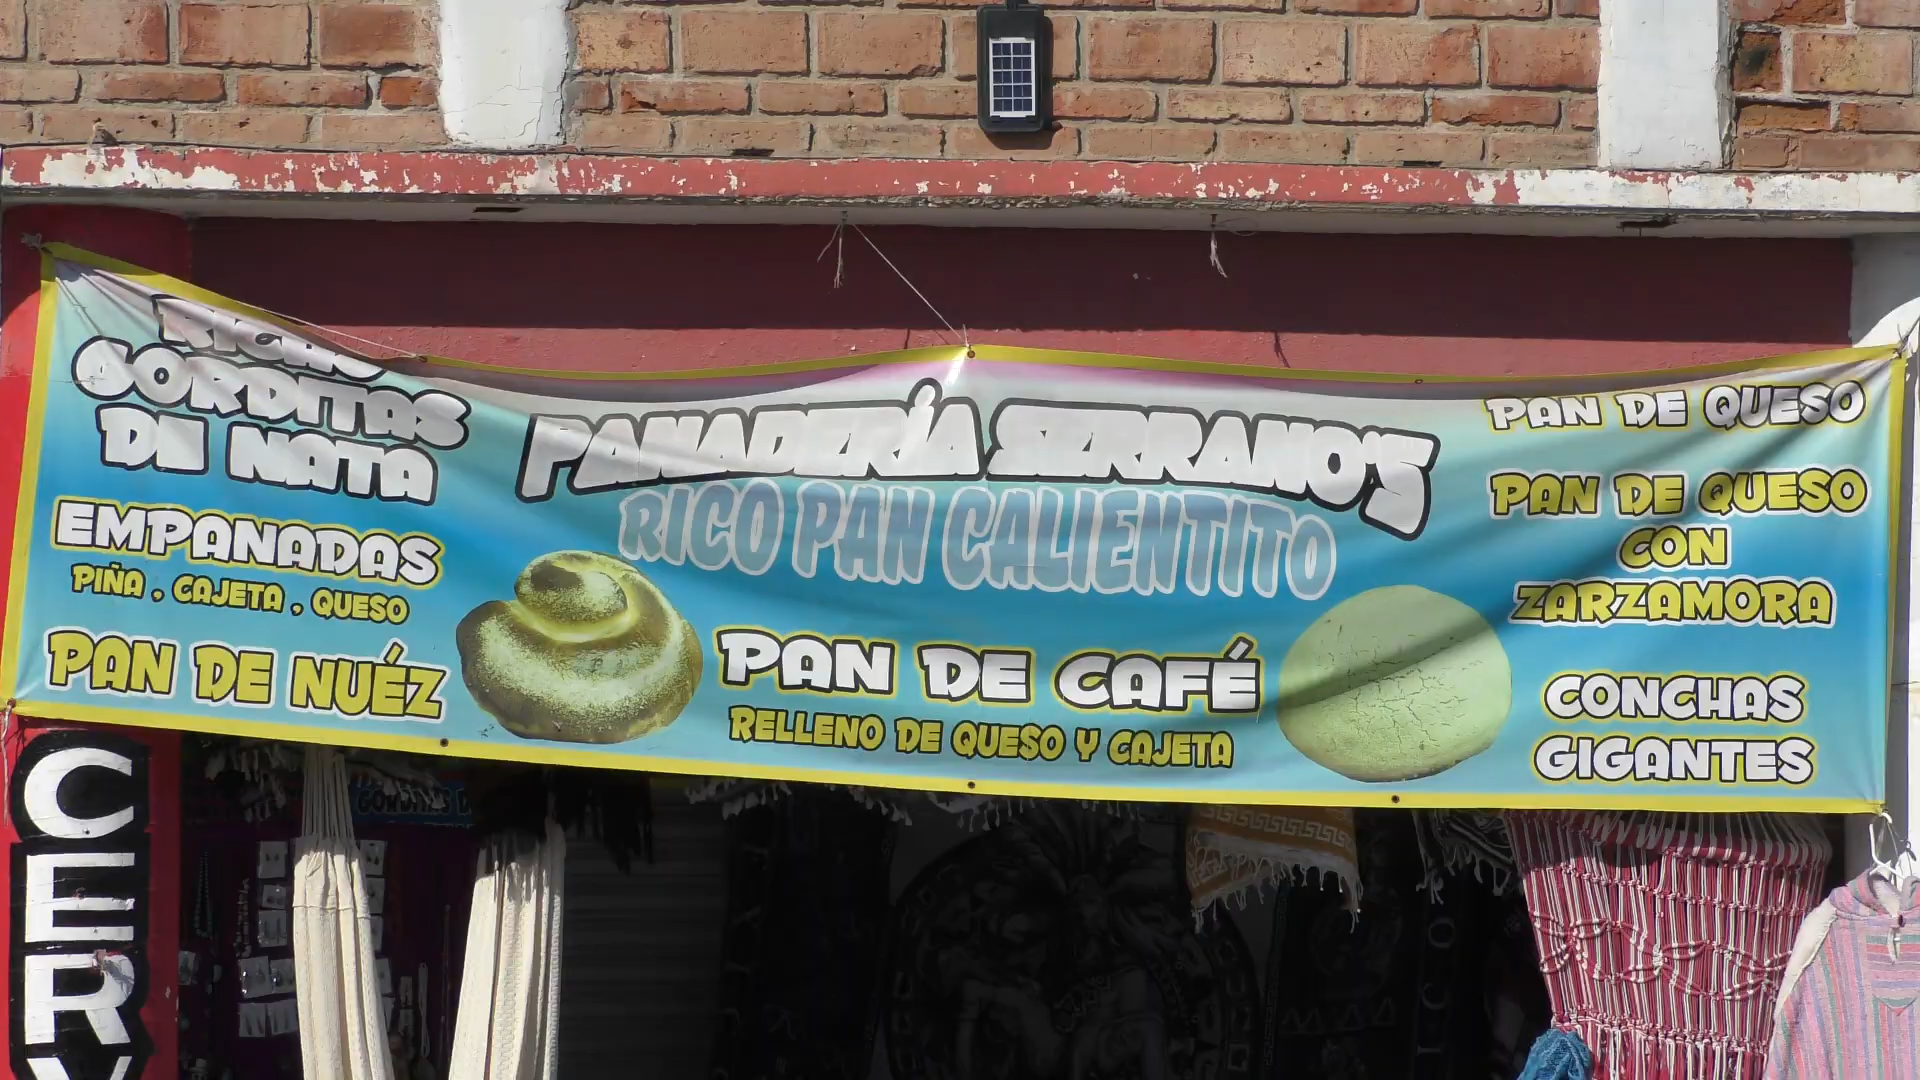 GORDITAS
DE NATA
EMPANADAS
PIÑA , CAJETA , QUESO
PAN DE NUÉZ
PANADERÍA SERRANO'S
RICO PAN CALIENTITO
PAN DE CAFÉ
RELLENO DE QUESO Y CAJETA
PAN DE QUESO
PAN DE QUESO
CON
ZARZAMORA
CONCHAS
GIGANTES
CERV